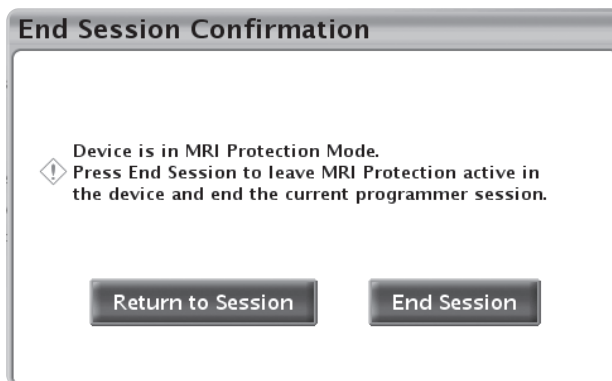 End Session Confirmation
Device is in MRI Protection Mode.
Press End Session to leave MRI Protection active in
the device and end the current programmer session.
Return to Session
End Session